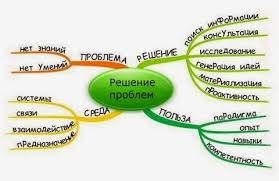 Решение
проблем
ПРОБЛЕМА
нет знаний
нет умений
РЕШЕНИЕ
поиск информации
консультация
исследование
генерация идей
материализация
проактивность
СРЕДА
системы
связи
взаимодействие
предназначение
ПОЛЬЗА
парадигма
опыт
навыки
компетентность